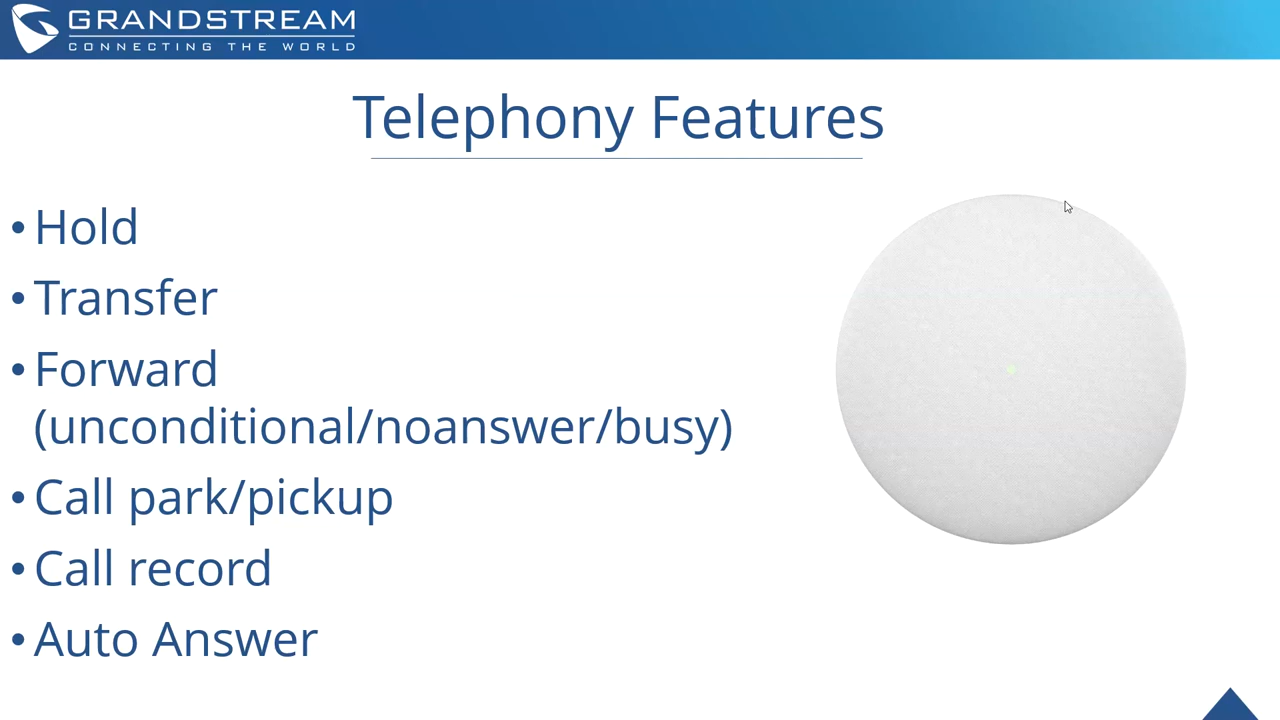 GRANDSTREAM
CONNECTING THE WORLD
Telephony Features
• Hold
• Transfer
• Forward
(unconditional/noanswer/busy)
• Call park/pickup
• Call record
• Auto Answer